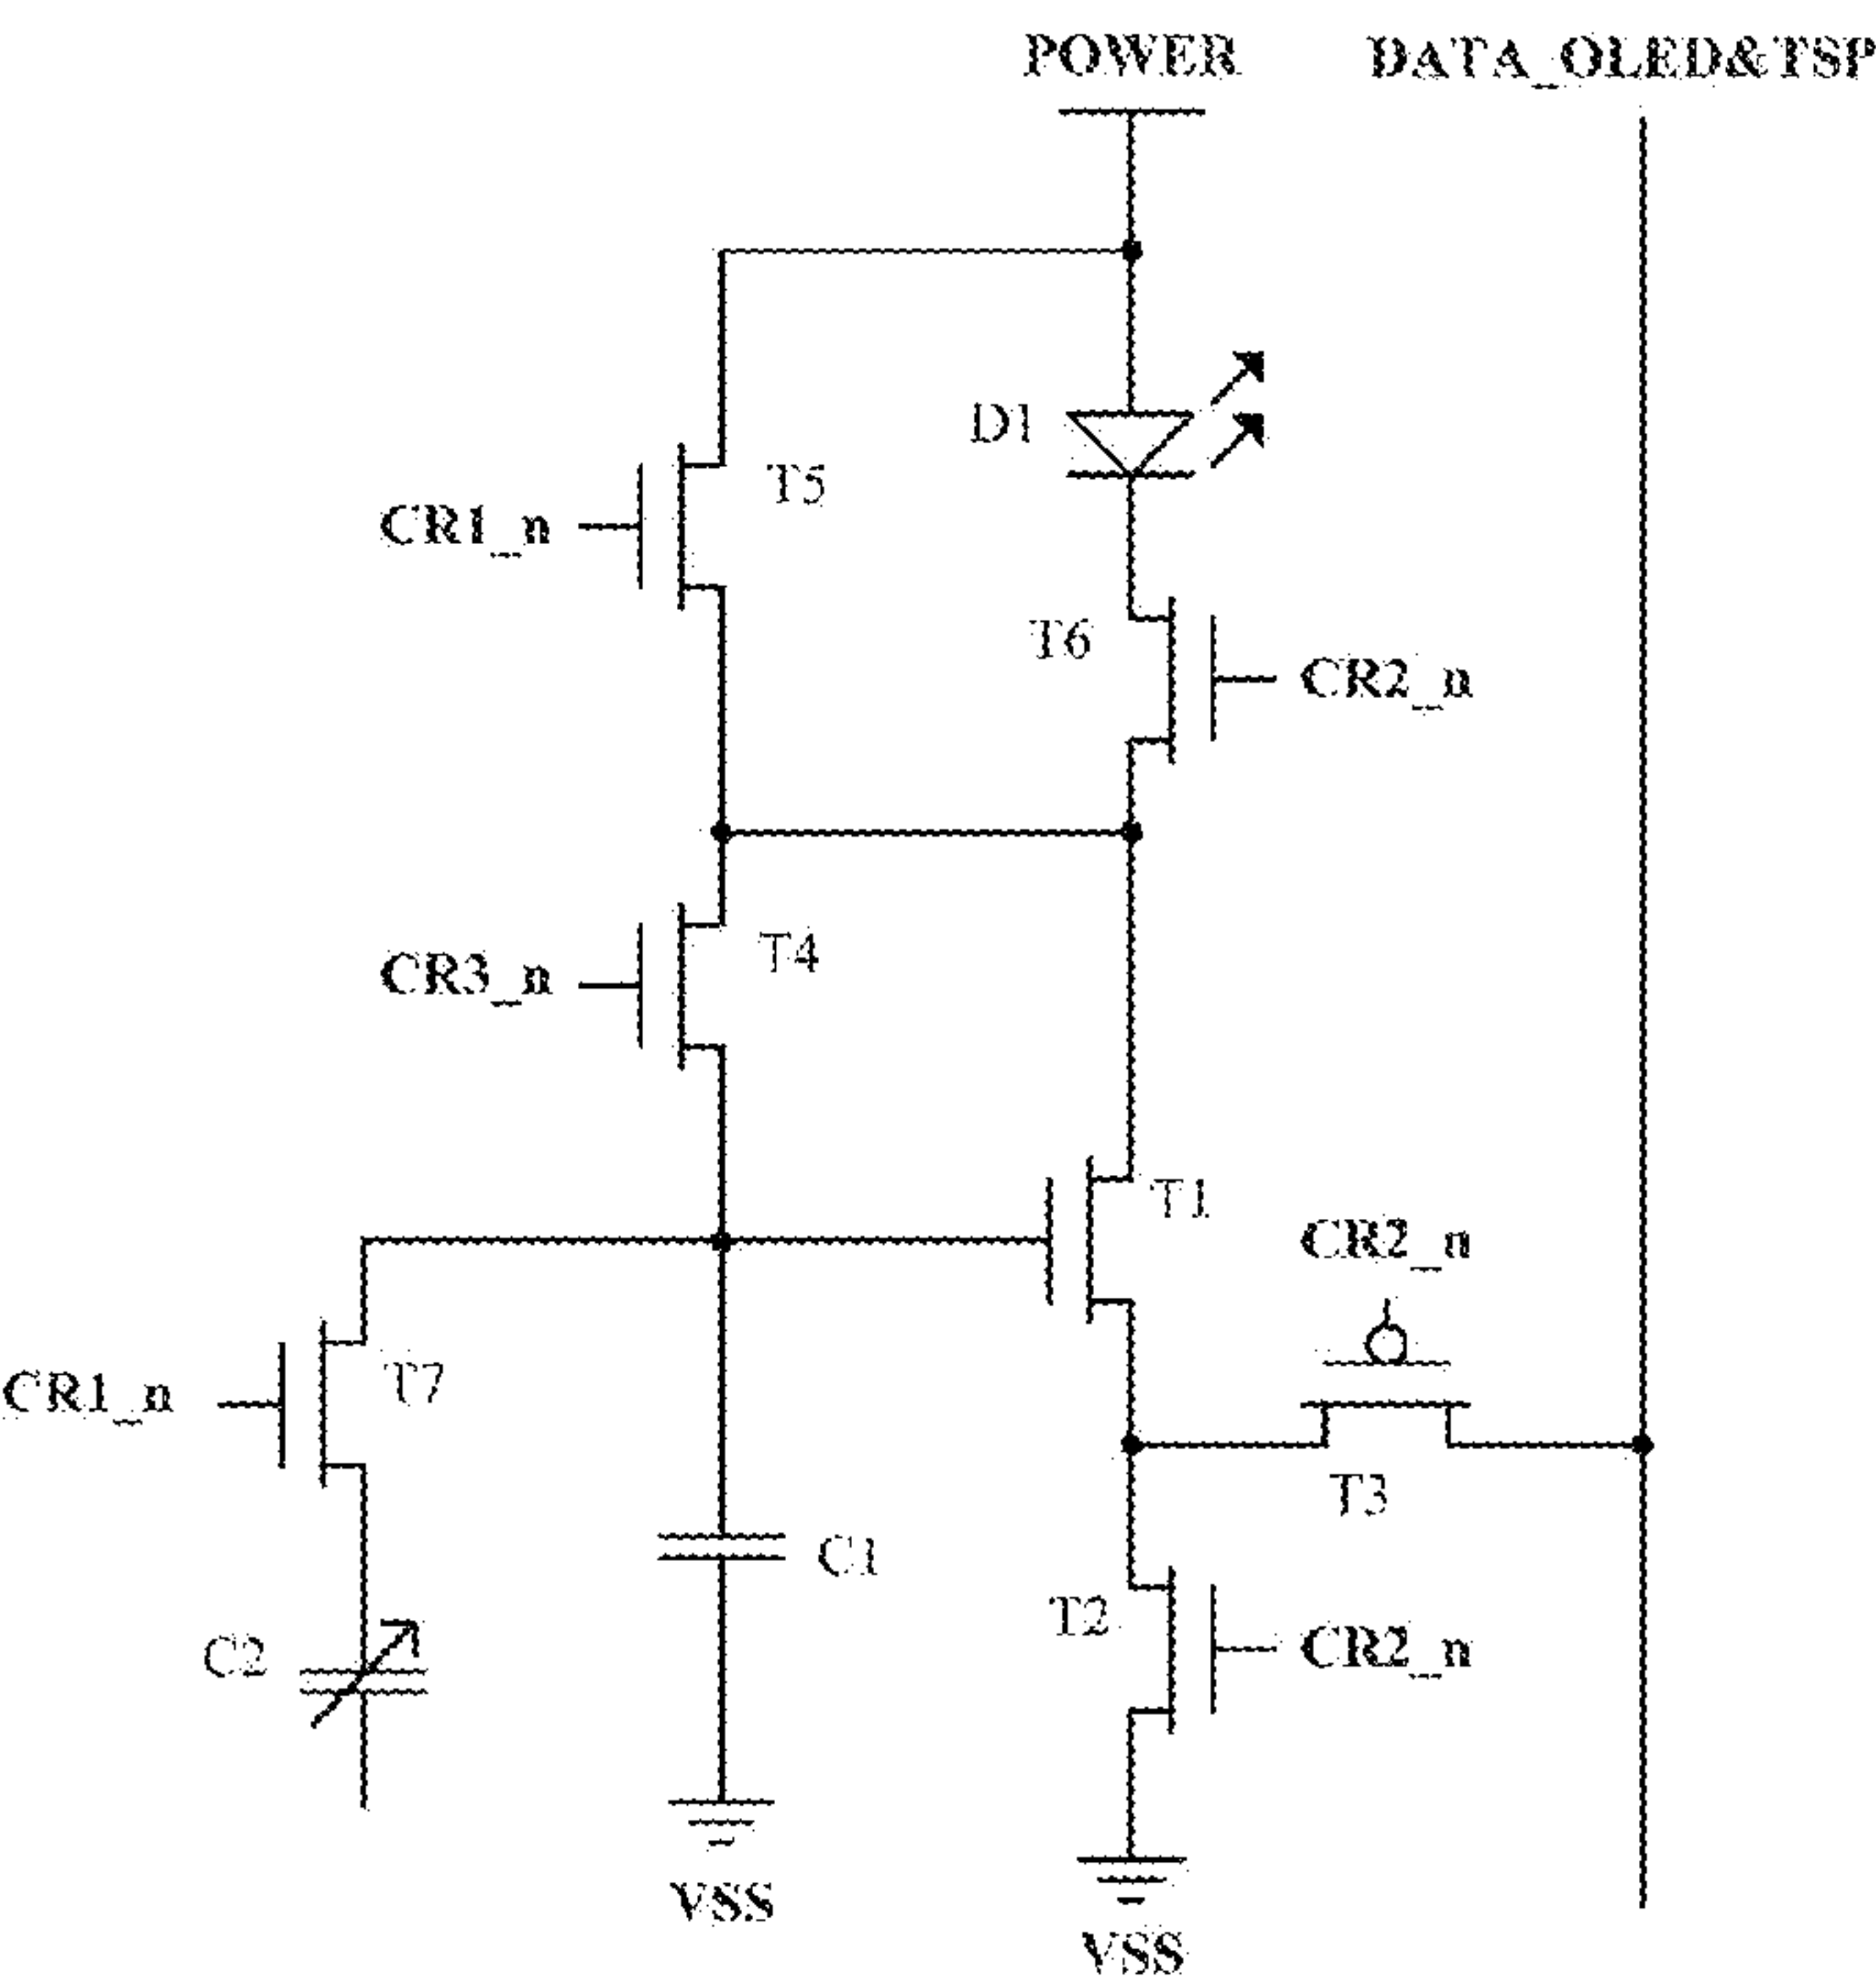 POWER DATA_OLED&TSP
D1
T5
CR1_n
T6
CR2_n
T4
CR3_n
T1
CR2_n
T7
CR1_n
T3
C1
T2
CR2_n
C2
VSS
VSS